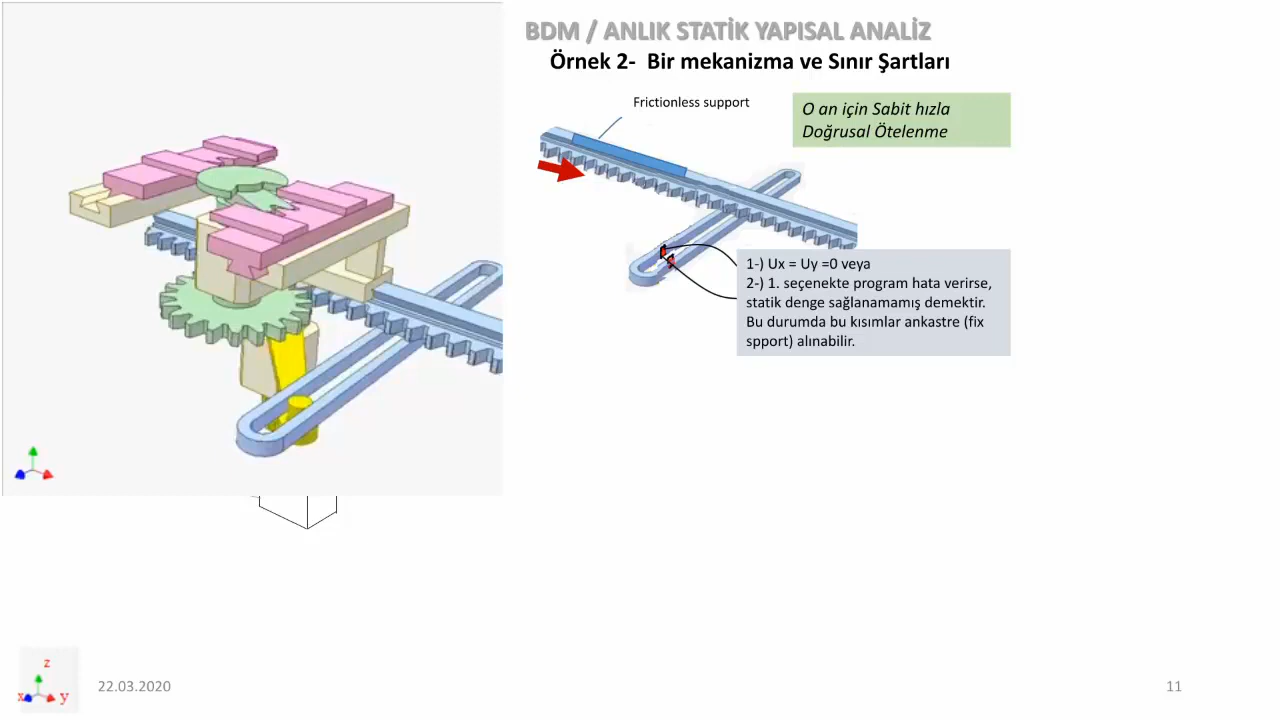 BDM / ANLIK STATİK YAPISAL ANALİZ
Örnek 2- Bir mekanizma ve Sınır Şartları
Frictionless support
O an için Sabit hızla
Doğrusal Ötelenme
1-) Ux = Uy =0 veya
2-) 1. seçenekte program hata verirse,
statik denge sağlanamamış demektir.
Bu durumda bu kısımlar ankastre (fix
spport) alınabilir.
z
x
y
22.03.2020
11